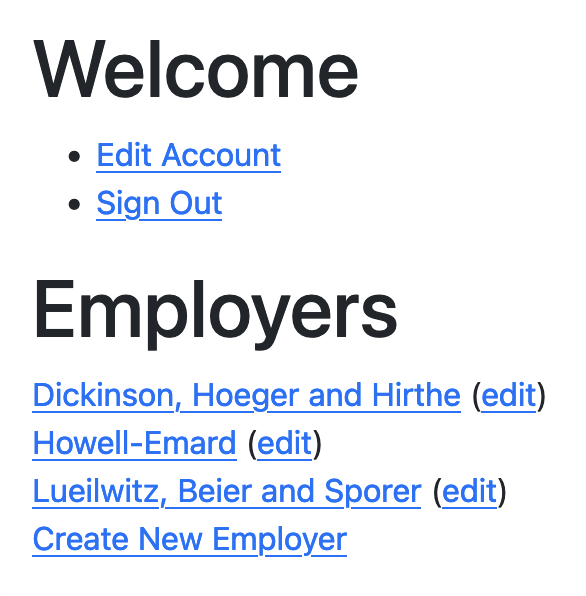 Welcome
Edit Account
Sign Out
Employers
Dickinson, Hoeger and Hirthe (edit)
Howell-Emard (edit)
Lueilwitz, Beier and Sporer (edit)
Create New Employer